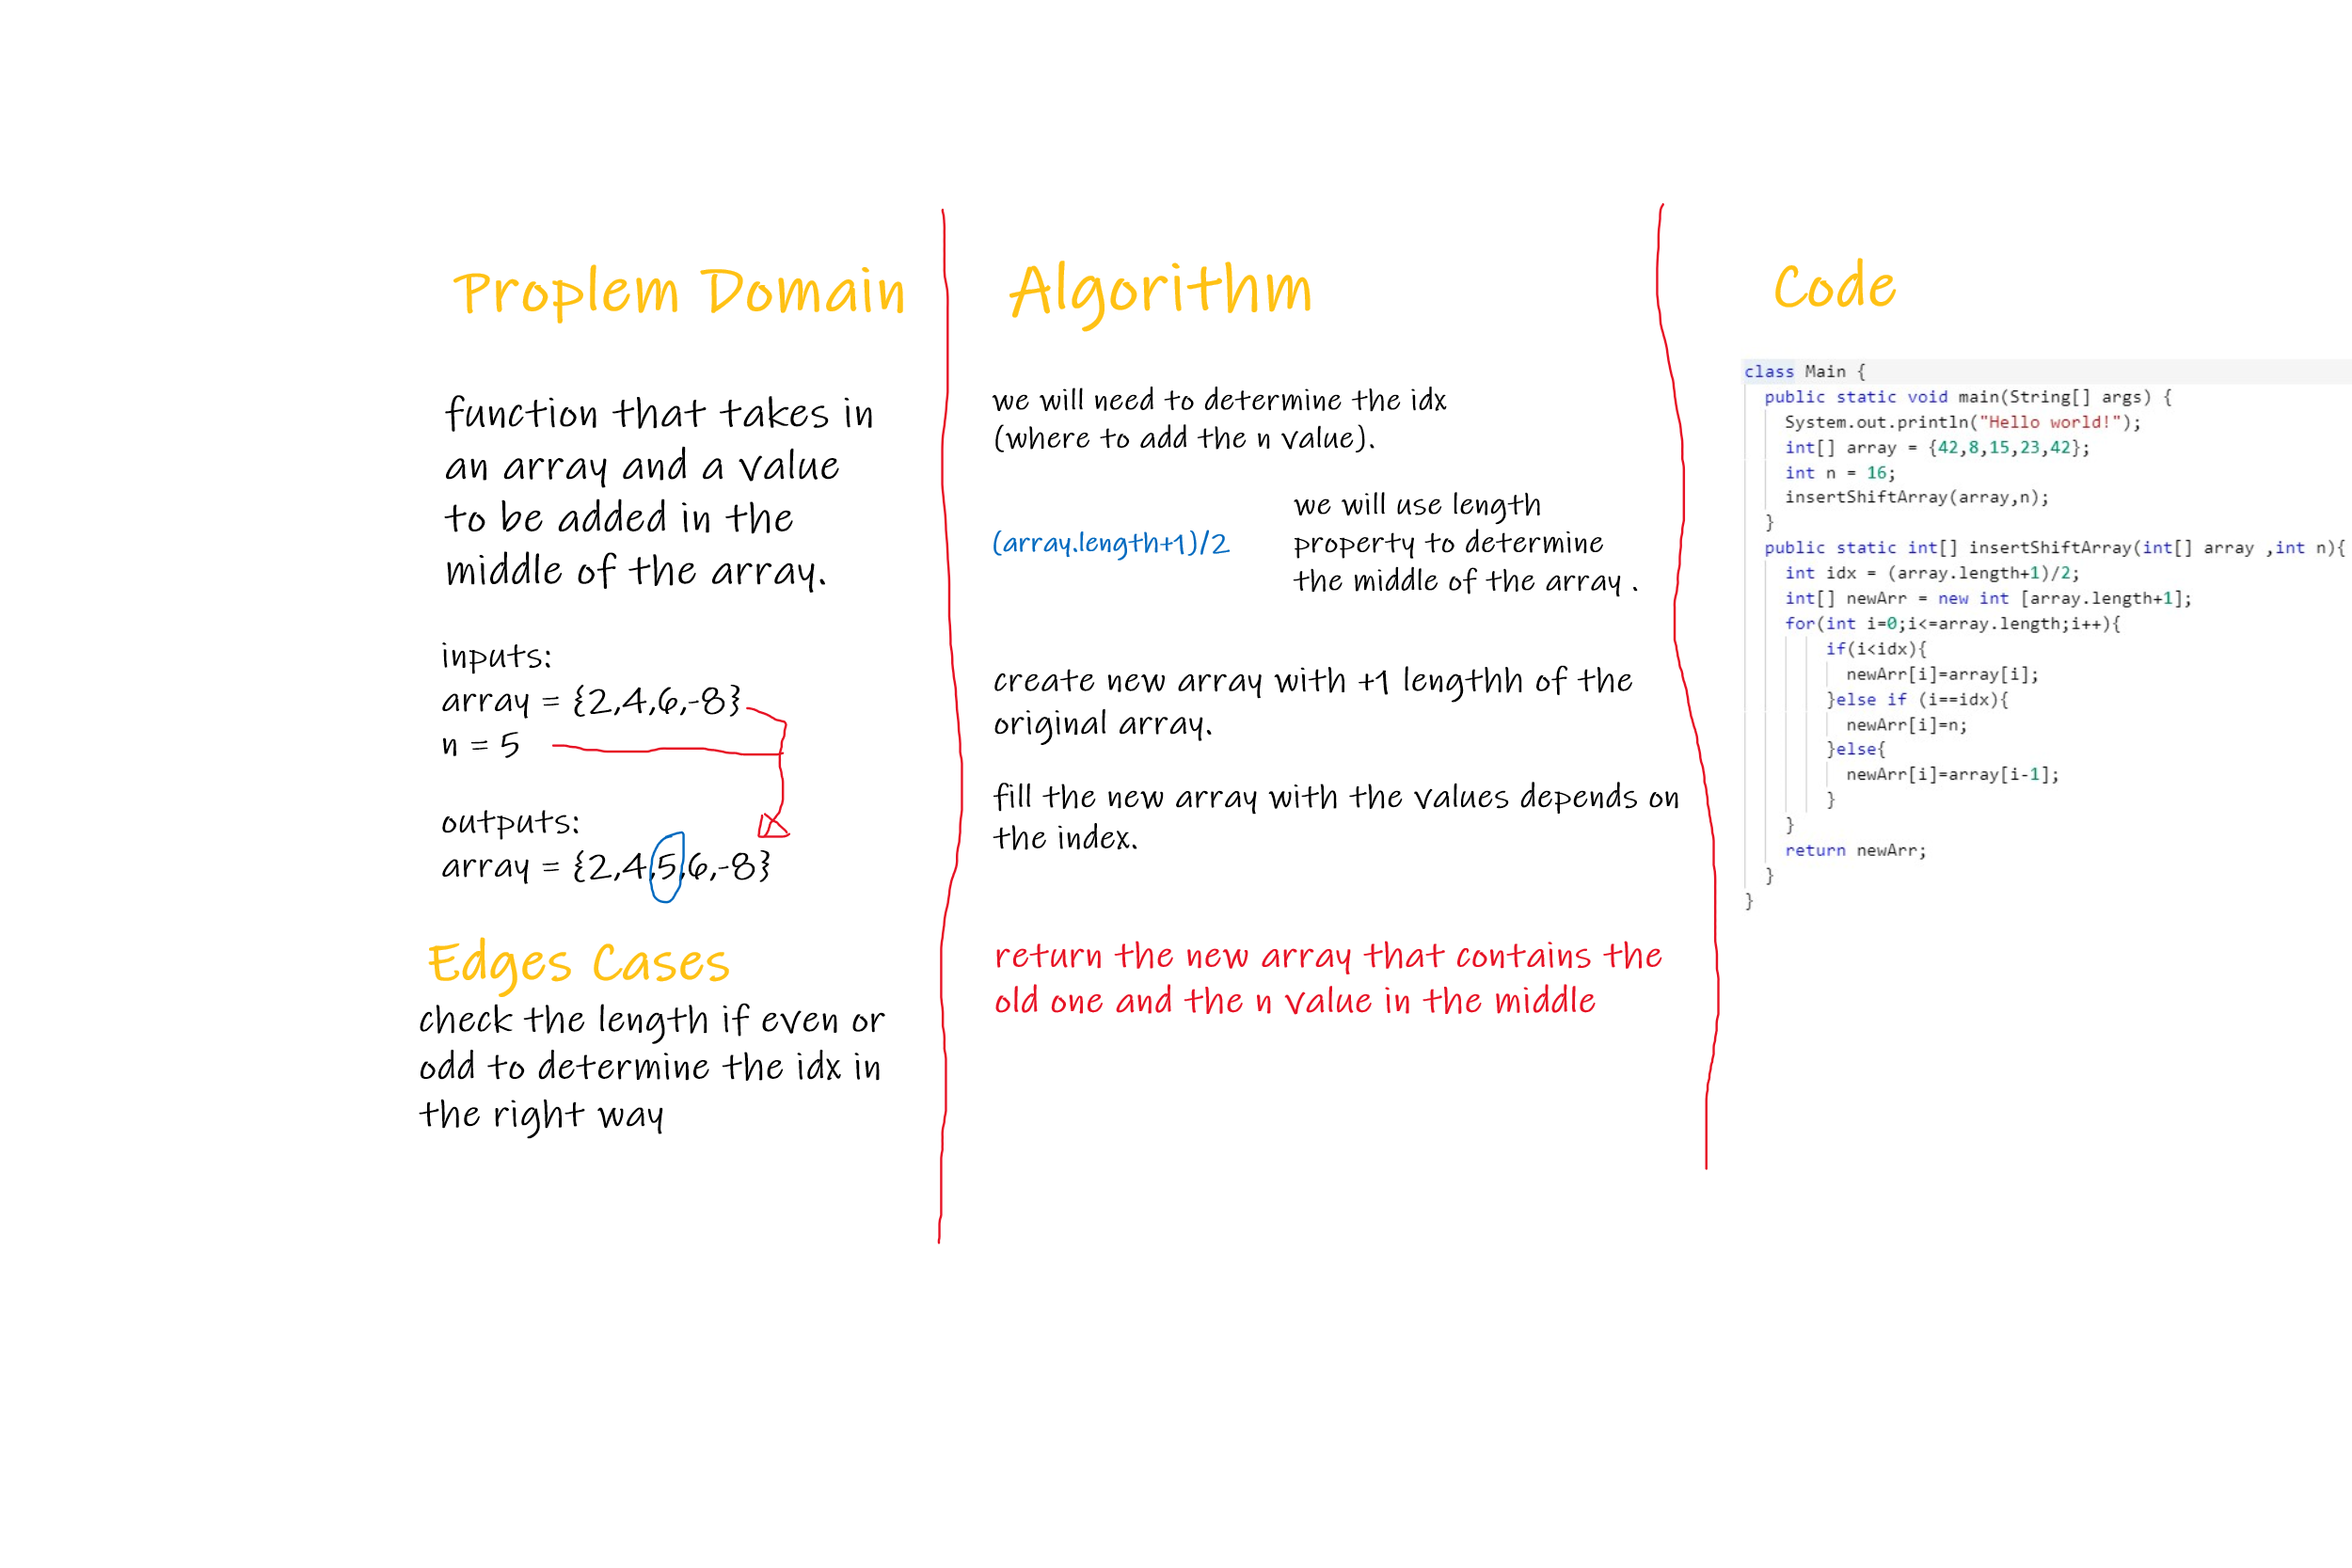 Proplem Domain
function that takes in
an array and a value
to be added in the
middle of the array.
inputs:
array = {2,4,6,-8}
n = 5
outputs:
array = {2,4,5,6,-8}
Edges Cases
check the length if even or
odd to determine the idx in
the right way
Algorithm
we will need to determine the idx
(where to add the n value).
(array.length+1)/2
we will use length
property to determine
the middle of the array .
create new array with +1 lengthh of the
original array.
fill the new array with the values depends on
the index.
return the new array that contains the
old one and the n value in the middle
Code
class Main {
public static void main(String[] args) {
System.out.println("Hello world!");
int[] array = {42,8,15,23,42};
int n = 16;
insertShiftArray(array,n);
}
public static int[] insertShiftArray(int[] array ,int n){
int idx = (array.length+1)/2;
int[] newArr = new int [array.length+1];
for(int i=0;i<=array.length;i++){
if(i<idx){
newArr[i]=array[i];
}else if (i==idx){
newArr[i]=n;
}else{
newArr[i]=array[i-1];
}
}
return newArr;
}
}